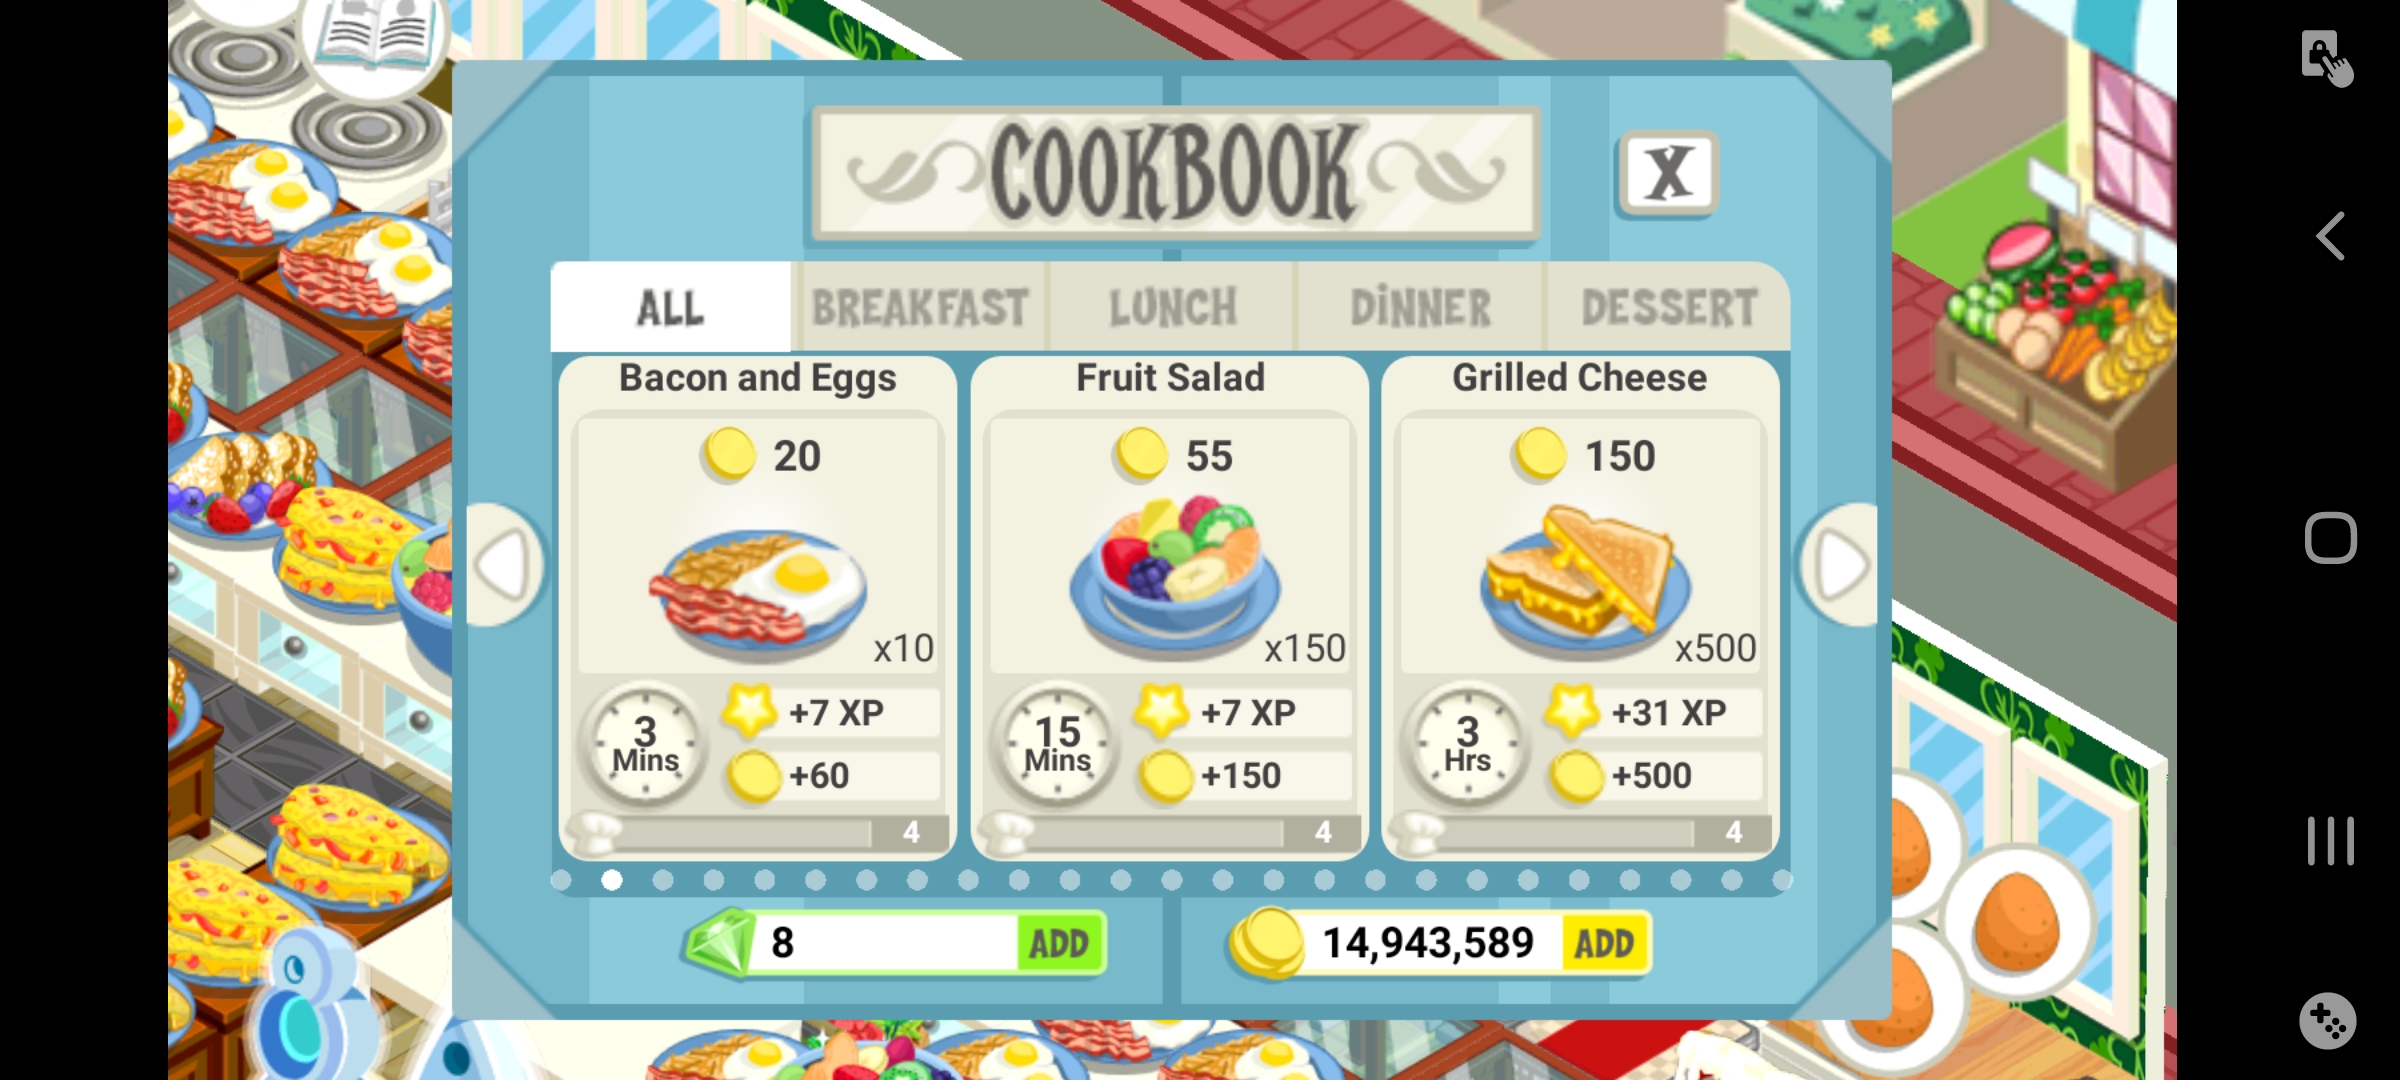 COOKBOOK
X
ALL
BREAKFAST
LUNCH
DINNER
DESSERT
Bacon and Eggs
20
x10
3
Mins
+7 XP
+60
4
Fruit Salad
55
x150
15
Mins
+7 XP
+150
4
Grilled Cheese
150
x500
3
Hrs
+31 XP
+500
4
8
ADD
14,943,589
ADD